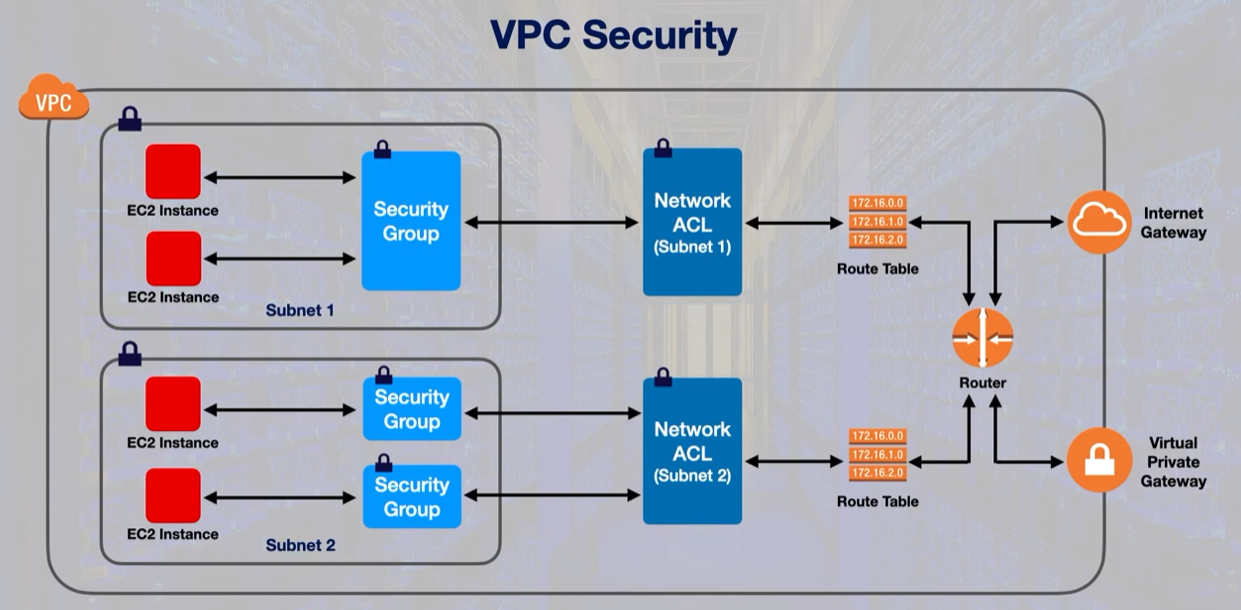 VPC Security
VPC
EC2 Instance
EC2 Instance
Security
Group
Subnet 1
Network
ACL
(Subnet 1)
172.16.0.0
172.16.1.0
172.16.2.0
Route Table
Internet
Gateway
Router
EC2 Instance
EC2 Instance
Security
Group
Security
Group
Subnet 2
Network
ACL
(Subnet 2)
172.16.0.0
172.16.1.0
172.16.2.0
Route Table
Virtual
Private
Gateway